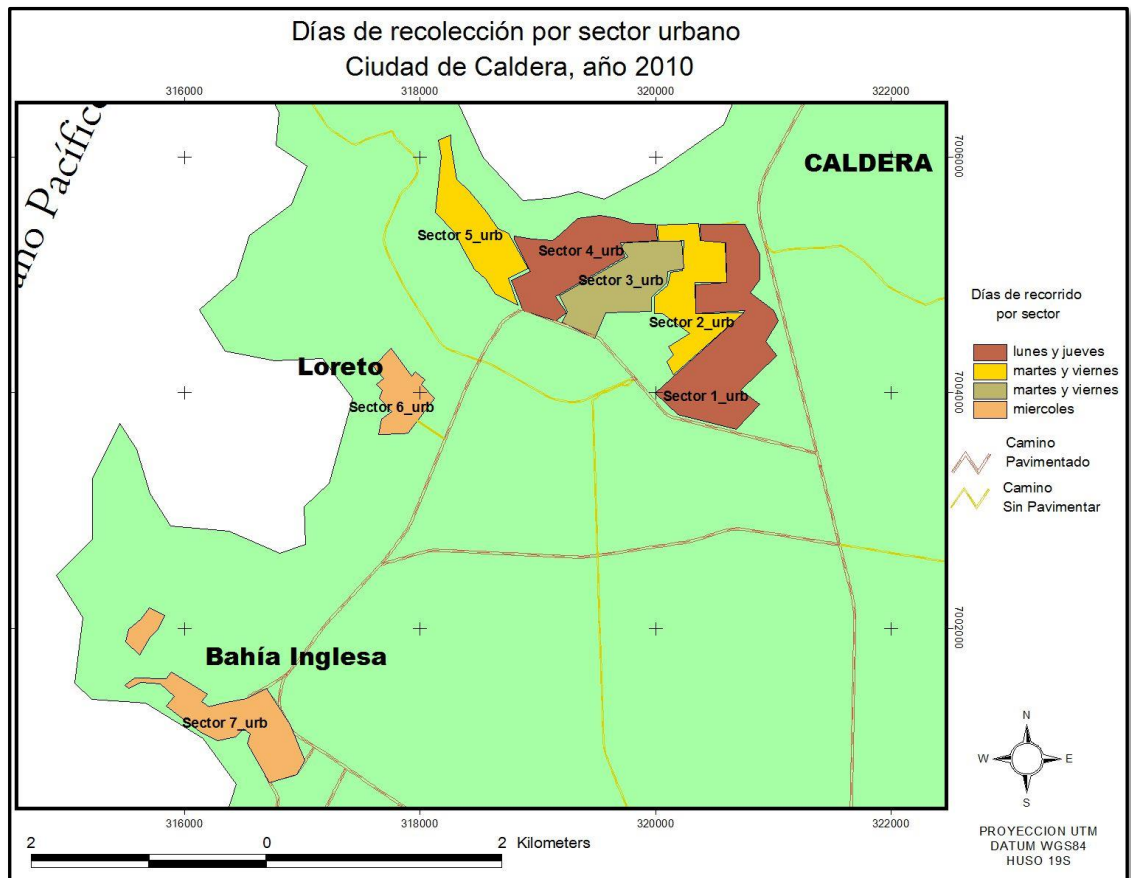 Días de recolección por sector urbano
Ciudad de Caldera, año 2010
316000
318000
320000
322000
ano Pacífico
CALDERA
7006000
Sector 5_urb
Sector 4_urb
Sector 3_urb
Sector 2_urb
Loreto
Sector 6_urb
Sector 1_urb
7004000
Bahía Inglesa
7002000
Sector 7_urb
316000
318000
320000
322000
2
0
2
Kilometers
Días de recorrido
por sector
lunes y jueves
martes y viernes
martes y viernes
miercoles
Camino
Pavimentado
Camino
Sin Pavimentar
N
W
E
S
PROYECCION UTM
DATUM WGS84
HUSO 19S